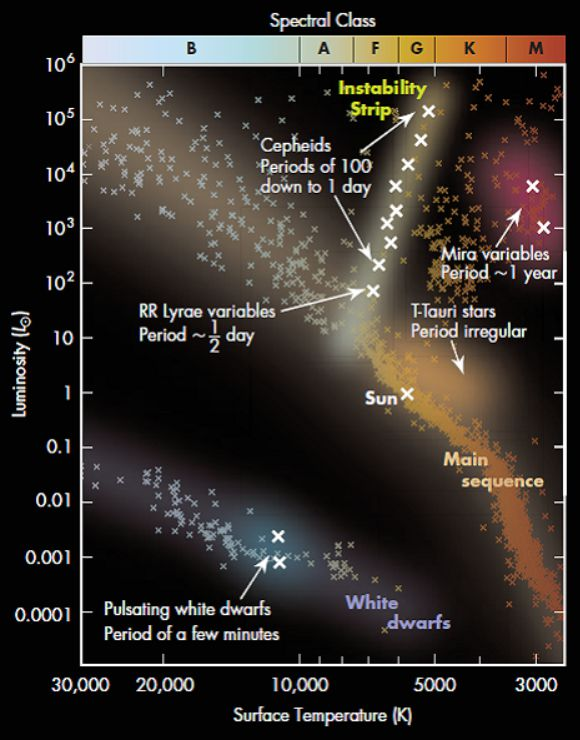 Spectral Class
B A F G K M
10⁶
10⁵
10⁴
10³
10²
10
1
0.1
0.01
0.001
0.0001
Luminosity (L⊙)
Instability
Strip
Cepheids
Periods of 100
down to 1 day
Mira variables
Period ~1 year
RR Lyrae variables
Period ~ 1/2 day
T-Tauri stars
Period irregular
Sun
Main
sequence
Pulsating white dwarfs
Period of a few minutes
White
dwarfs
30,000 20,000 10,000 5000 3000
Surface Temperature (K)